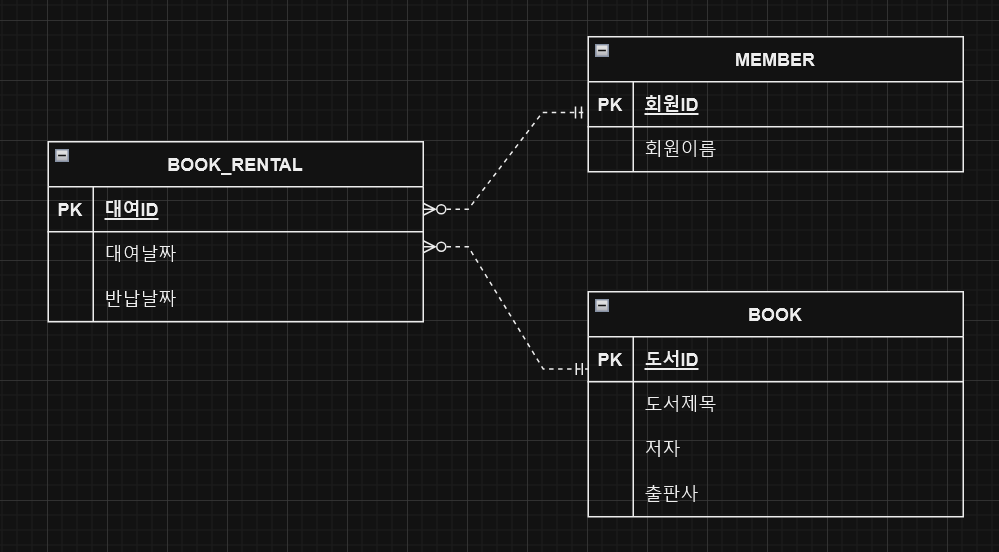 BOOK_RENTAL
PK 대여ID
대여날짜
반납날짜
MEMBER
PK 회원ID
회원이름
BOOK
PK 도서ID
도서제목
저자
출판사